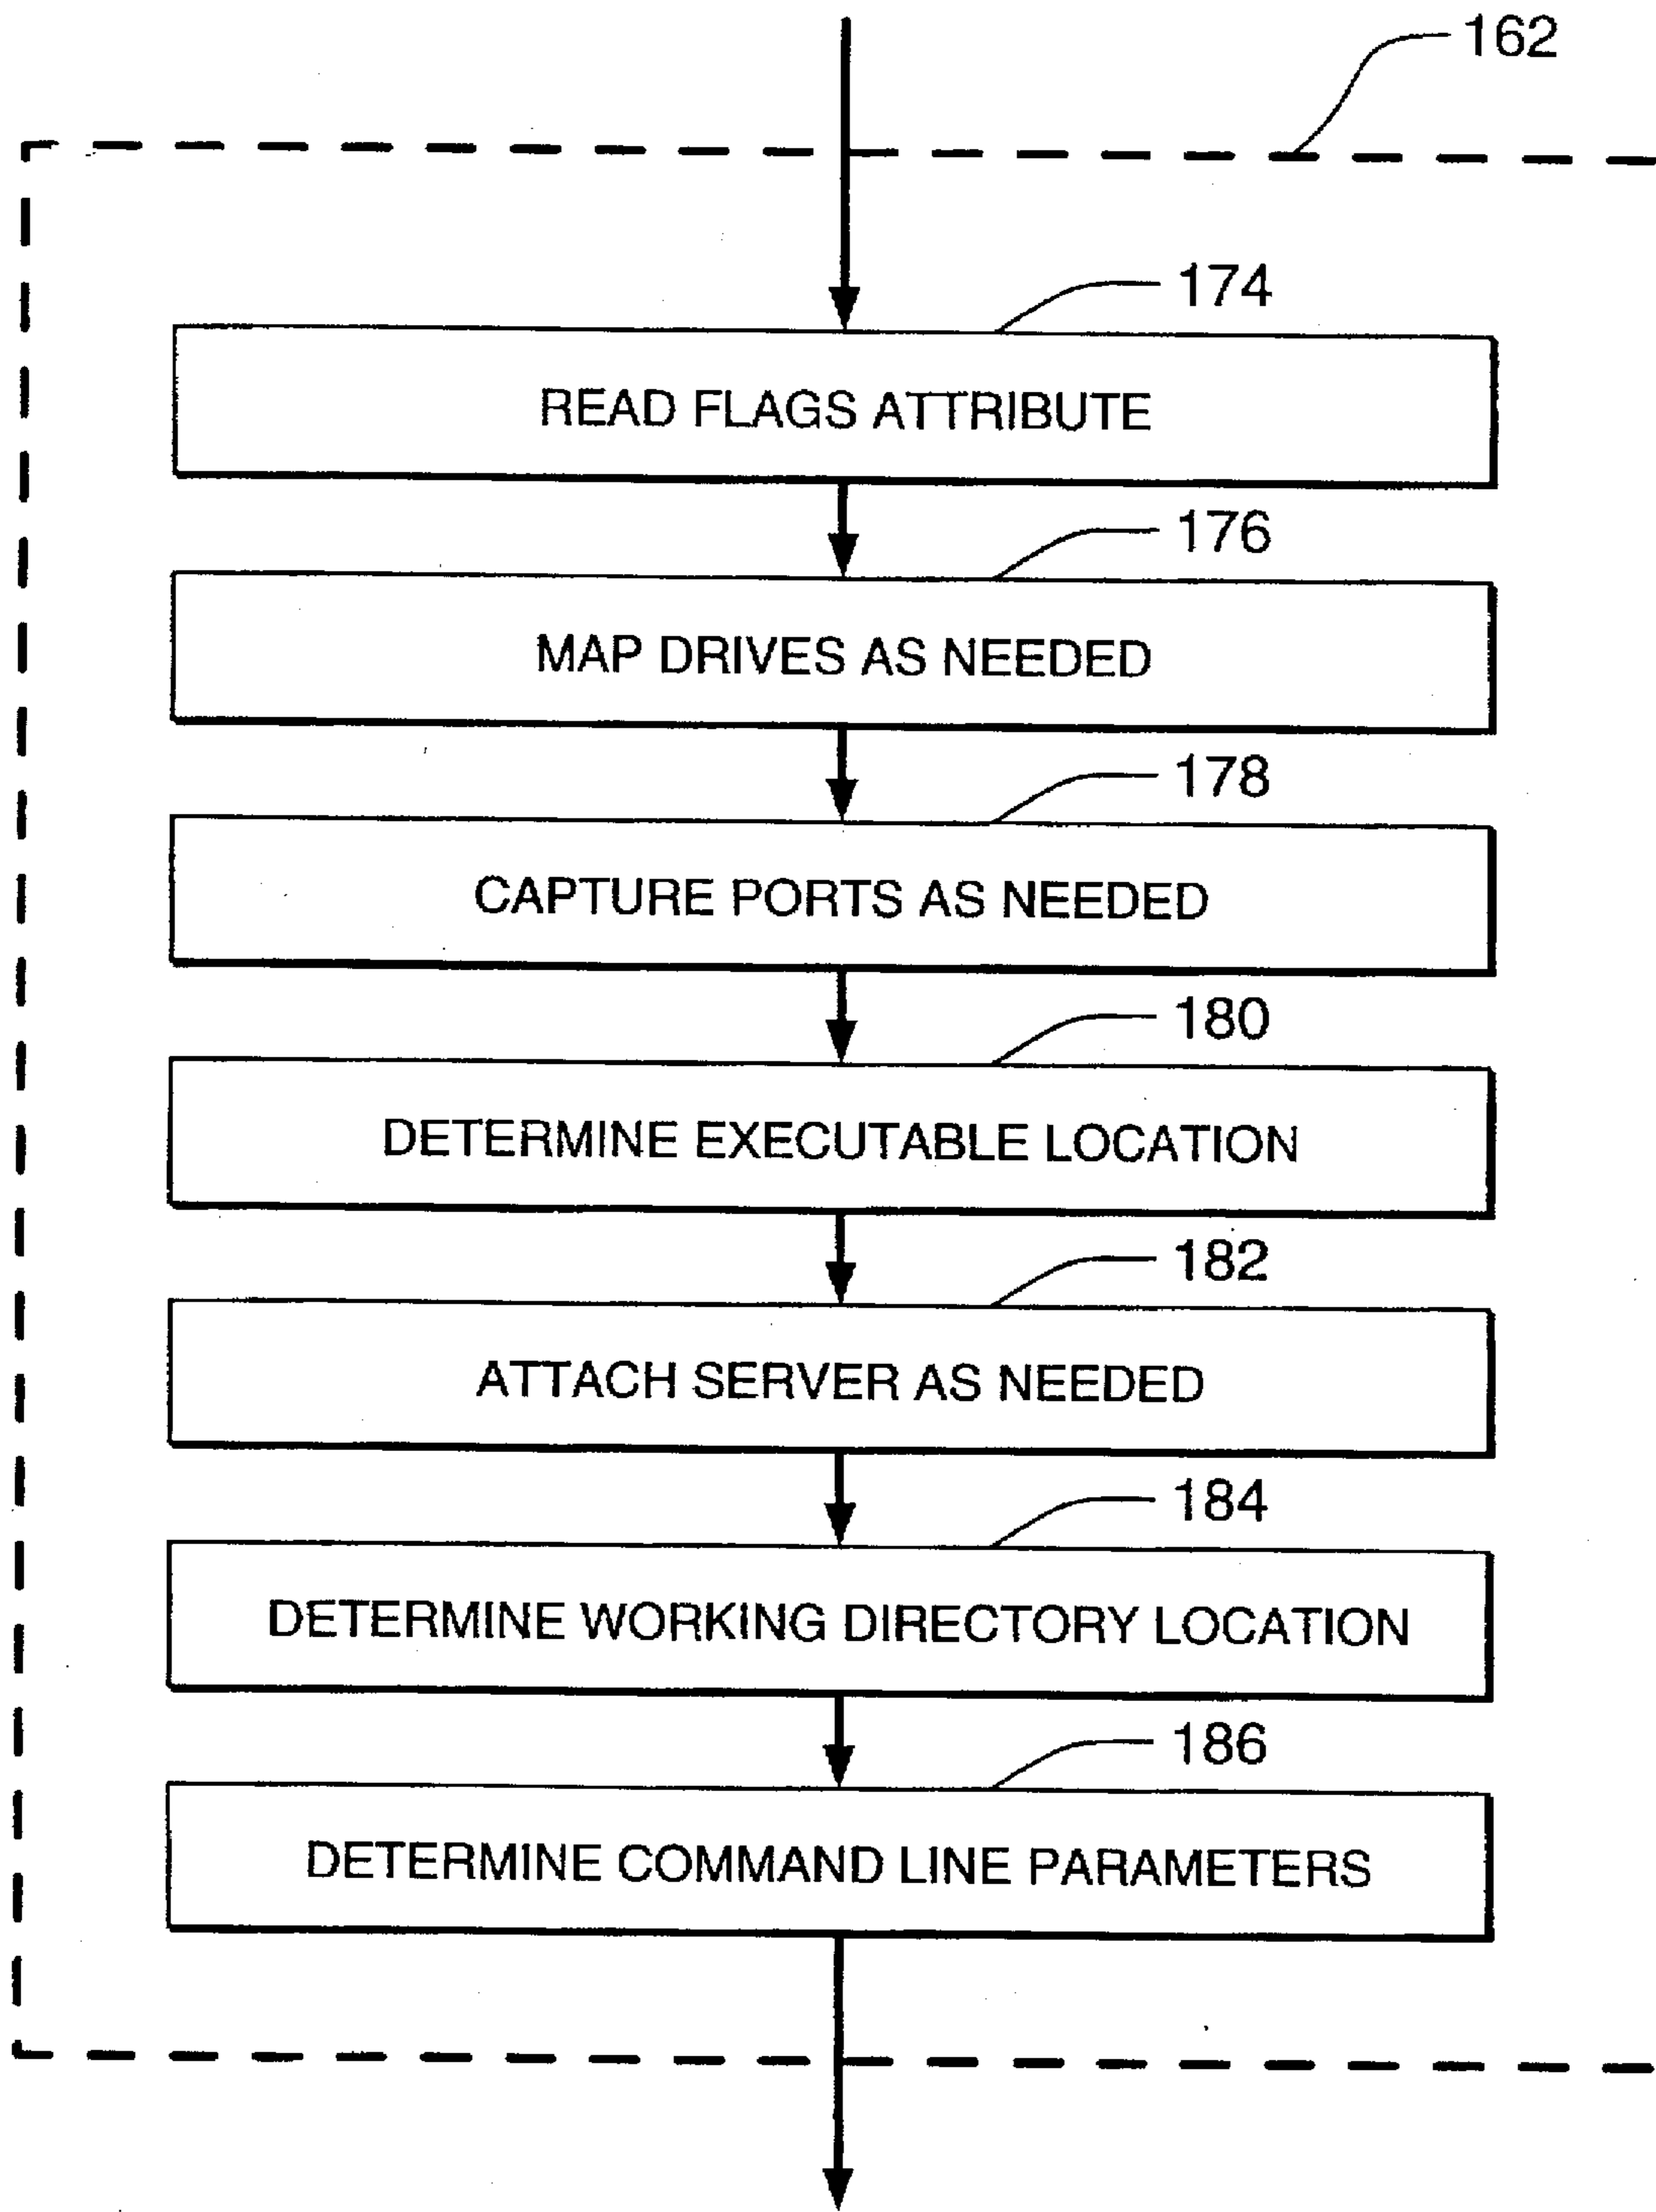 162
174
READ FLAGS ATTRIBUTE
176
MAP DRIVES AS NEEDED
178
CAPTURE PORTS AS NEEDED
180
DETERMINE EXECUTABLE LOCATION
182
ATTACH SERVER AS NEEDED
184
DETERMINE WORKING DIRECTORY LOCATION
186
DETERMINE COMMAND LINE PARAMETERS